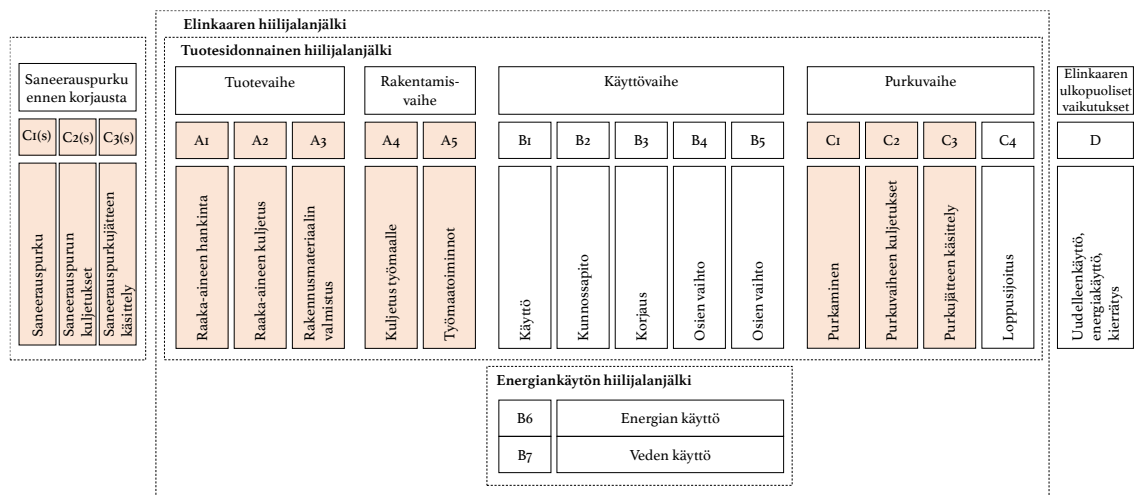 Elinkaaren hiilijalanjälki
Tuotesidonnainen hiilijalanjälki
Saneerauspurku
ennen korjausta
Tuotevaihe
Rakentamis-
vaihe
Käyttövaihe
Purkuvaihe
Elinkaaren
ulkopuoliset
vaikutukset
C1(s)
C2(s)
C3(s)
A1
A2
A3
A4
A5
B1
B2
B3
B4
B5
C1
C2
C3
C4
D
Saneerauspurku
Saneerauspurun
kuljetukset
Saneerauspurkujätteen
käsittely
Raaka-aineen hankinta
Raaka-aineen kuljetus
Rakennusmateriaalin
valmistus
Kuljetus työmaalle
Työmaatoiminnot
Käyttö
Kunnossapito
Korjaus
Osien vaihto
Osien vaihto
Purkaminen
Purkuvaiheen kuljetukset
Purkujätteen käsittely
Loppusijoitus
Uudelleenkäyttö,
energiakäyttö,
kierrätys
Energiankäytön hiilijalanjälki
B6
Energian käyttö
B7
Veden käyttö